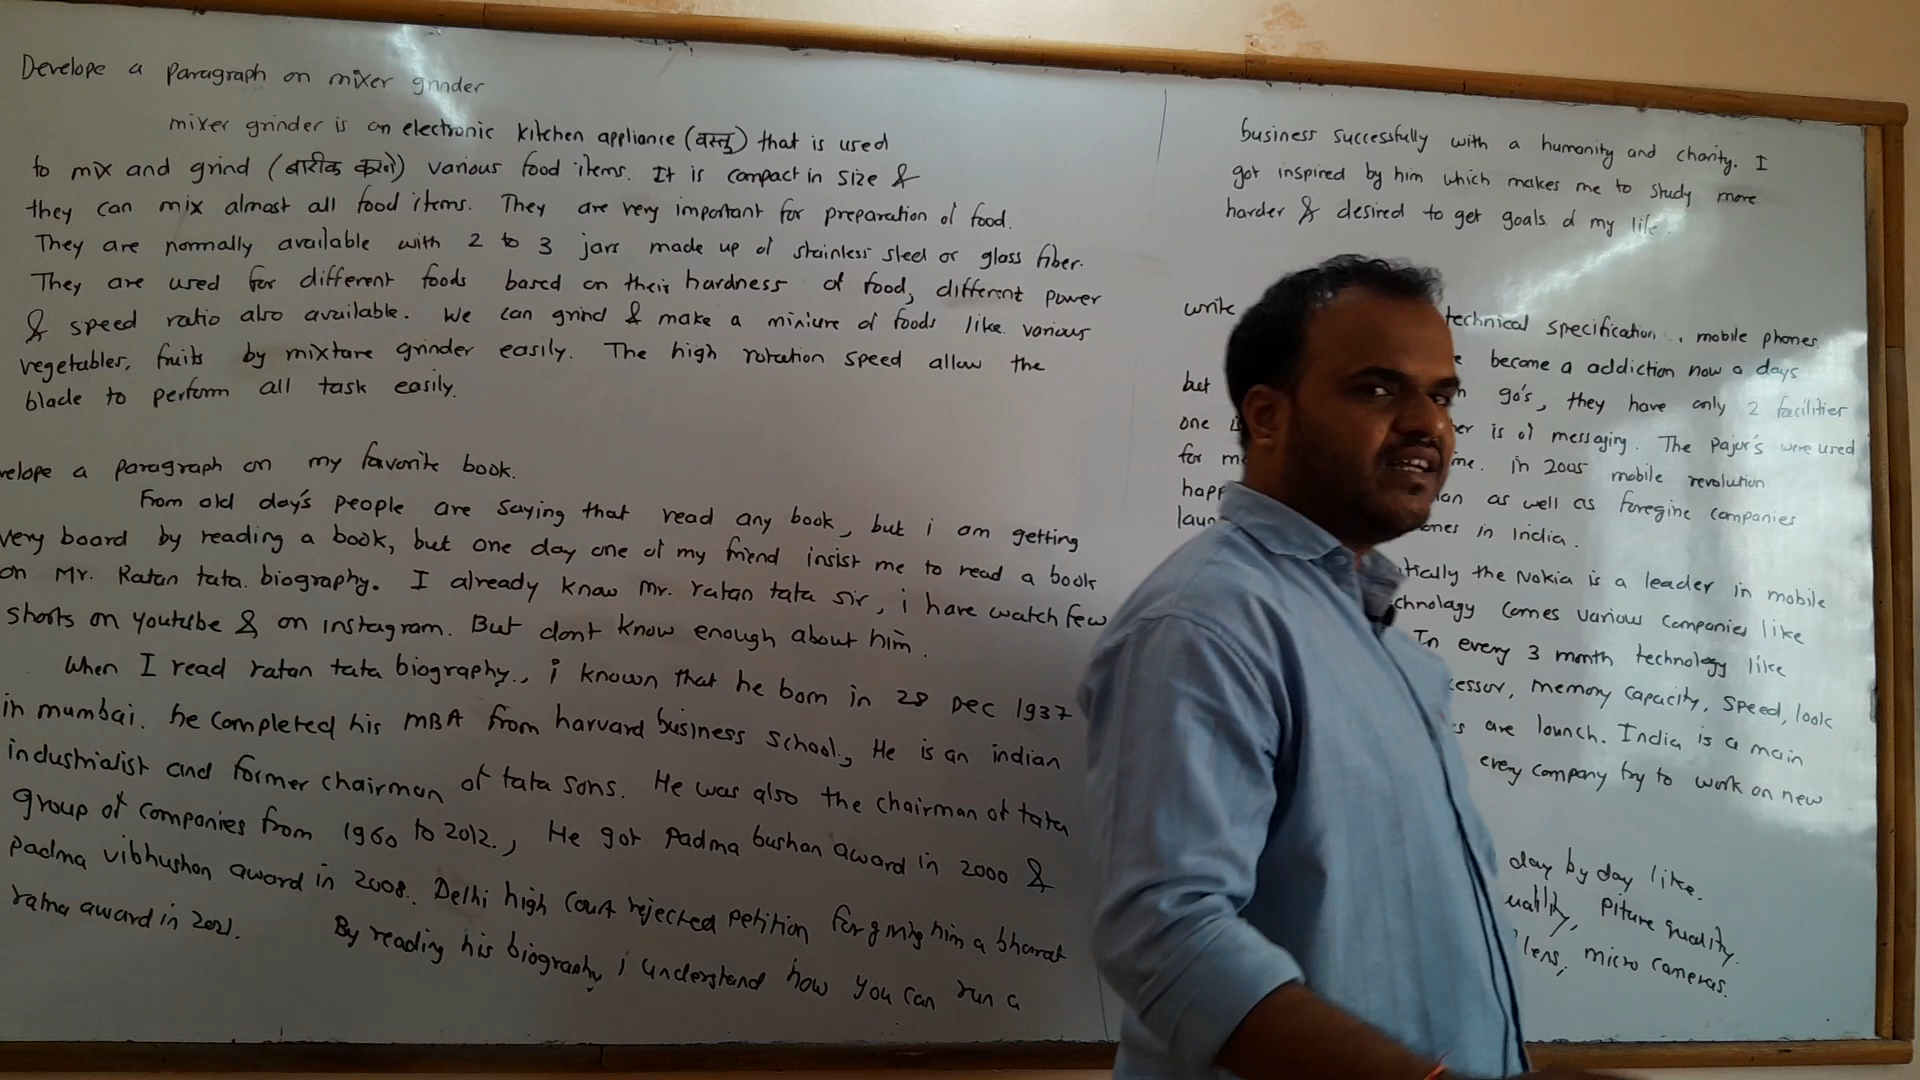 Develope a paragraph on mixer grinder
mixer grinder is an electronic kitchen appliance (वस्तू) that is used
to mix and grind (बारीक करने) various food items. It is compact in size &
they can mix almost all food items. They are very important for preparation of food.
They are normally available with 2 to 3 jars made up of stainless steel or glass fiber.
They are used for different foods based on their hardness of food, different power
& speed ratio also available. We can grind & make a mixture of foods like various
vegetables, fruits by mixture grinder easily. The high rotation speed allow the
blade to perform all task easily.
velope a paragraph on my favorite book.
From old day's people are saying that read any book, but i am getting
very board by reading a book, but one day one of my friend insist me to read a book
on Mr. Ratan tata. biography. I already know Mr. ratan tata sir, i have watch few
shorts on youtube & on instagram. But dont know enough about him.
When I read ratan tata biography., i known that he born in 28 Dec 1937
in mumbai. he completed his MBA from harvard business school., He is an indian
industrialist and former chairman of tata sons. He was also the chairman of tata
group of companies from 1960 to 2012., He got padma bushan award in 2000 &
padma vibhushan award in 2008. Delhi high court rejected petition for giving him a bharat
ratna award in 2021.
By reading his biography i understand how you can run a
business successfully with a humanity and charity. I
got inspired by him which makes me to study more
harder & desired to get goals of my life.
write technical specification . mobile phones.
become a addiction now a days
but 90's, they have only 2 facilities
one is of messaging. The Pajor's were used
for in 2005 mobile revolution
as well as foregine companies
in India.
the Nokia is a leader in mobile
comes various companies like
In every 3 month technology like
memory capacity, speed, look
are lounch. India is a main
every company try to work on new
day by day like.
piture quality.
lens, micro cameras.